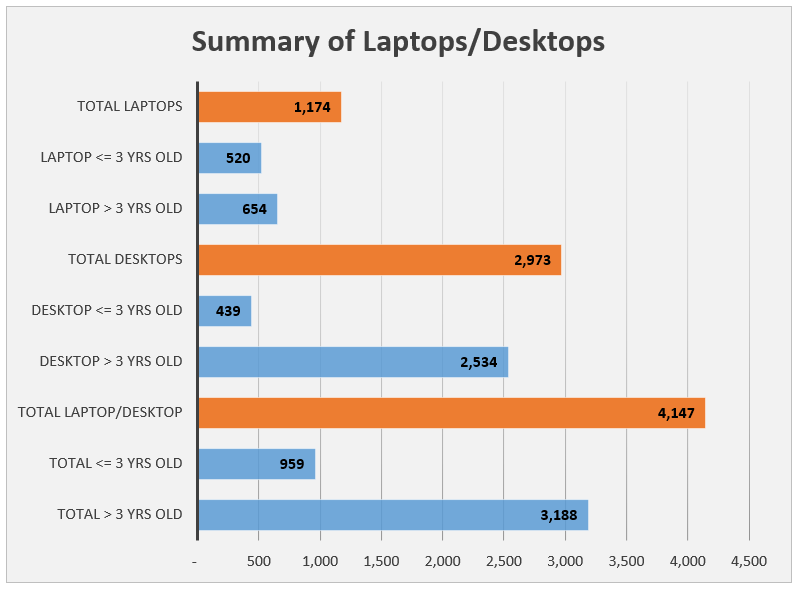 Summary of Laptops/Desktops
TOTAL LAPTOPS 1,174
LAPTOP <= 3 YRS OLD 520
LAPTOP > 3 YRS OLD 654
TOTAL DESKTOPS 2,973
DESKTOP <= 3 YRS OLD 439
DESKTOP > 3 YRS OLD 2,534
TOTAL LAPTOP/DESKTOP 4,147
TOTAL <= 3 YRS OLD 959
TOTAL > 3 YRS OLD 3,188
- 500 1,000 1,500 2,000 2,500 3,000 3,500 4,000 4,500